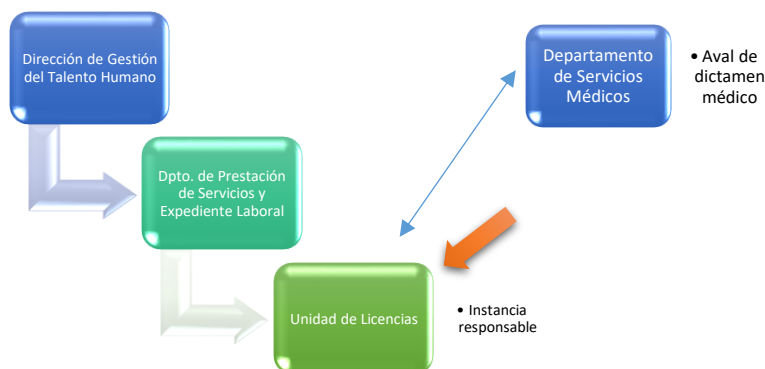 Dirección de Gestión
del Talento Humano
Departamento
de Servicios
Médicos
• Aval de
dictamen
médico
Dpto. de Prestación
de Servicios y
Expediente Laboral
Unidad de Licencias
• Instancia
responsable